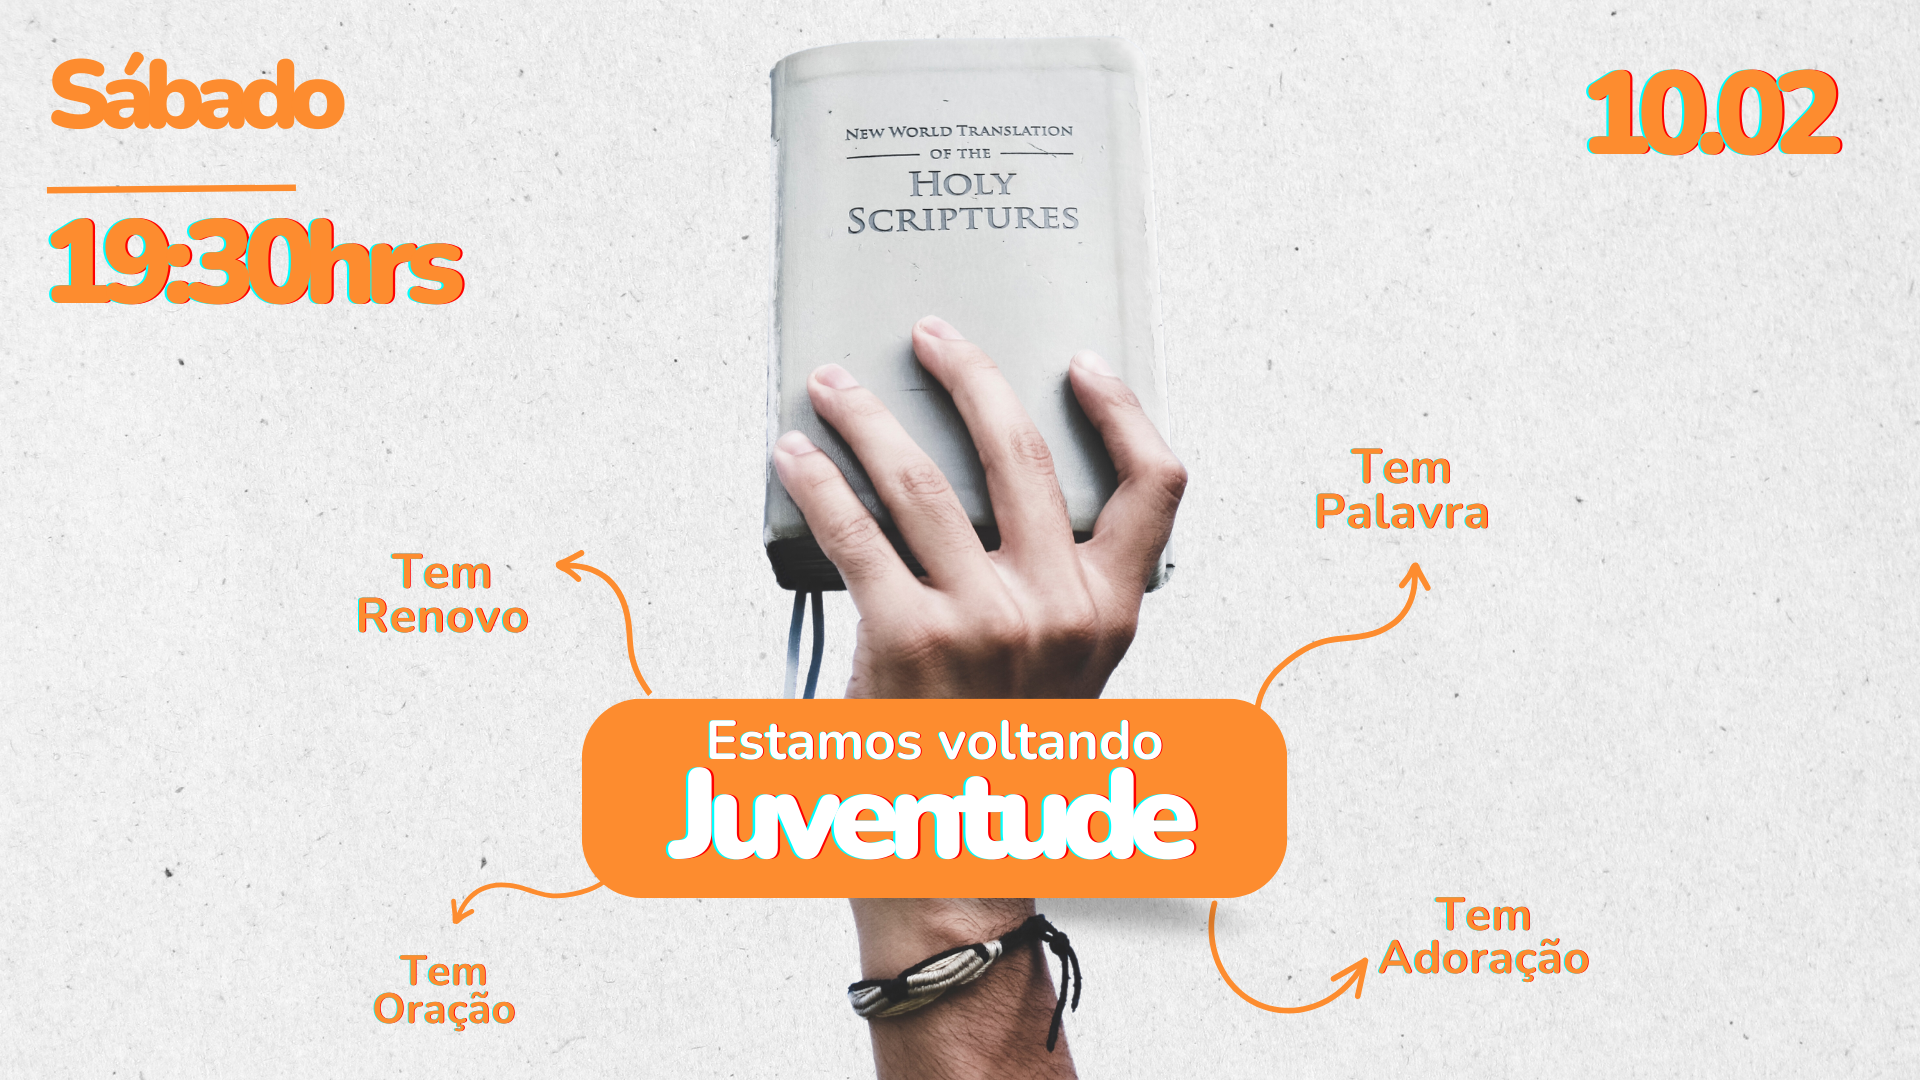 Sábado
19:30hrs
10.02
NEW WORLD TRANSLATION
OF THE
HOLY
SCRIPTURES
Tem
Palavra
Tem
Renovo
Estamos voltando
Juventude
Tem
Adoração
Tem
Oração